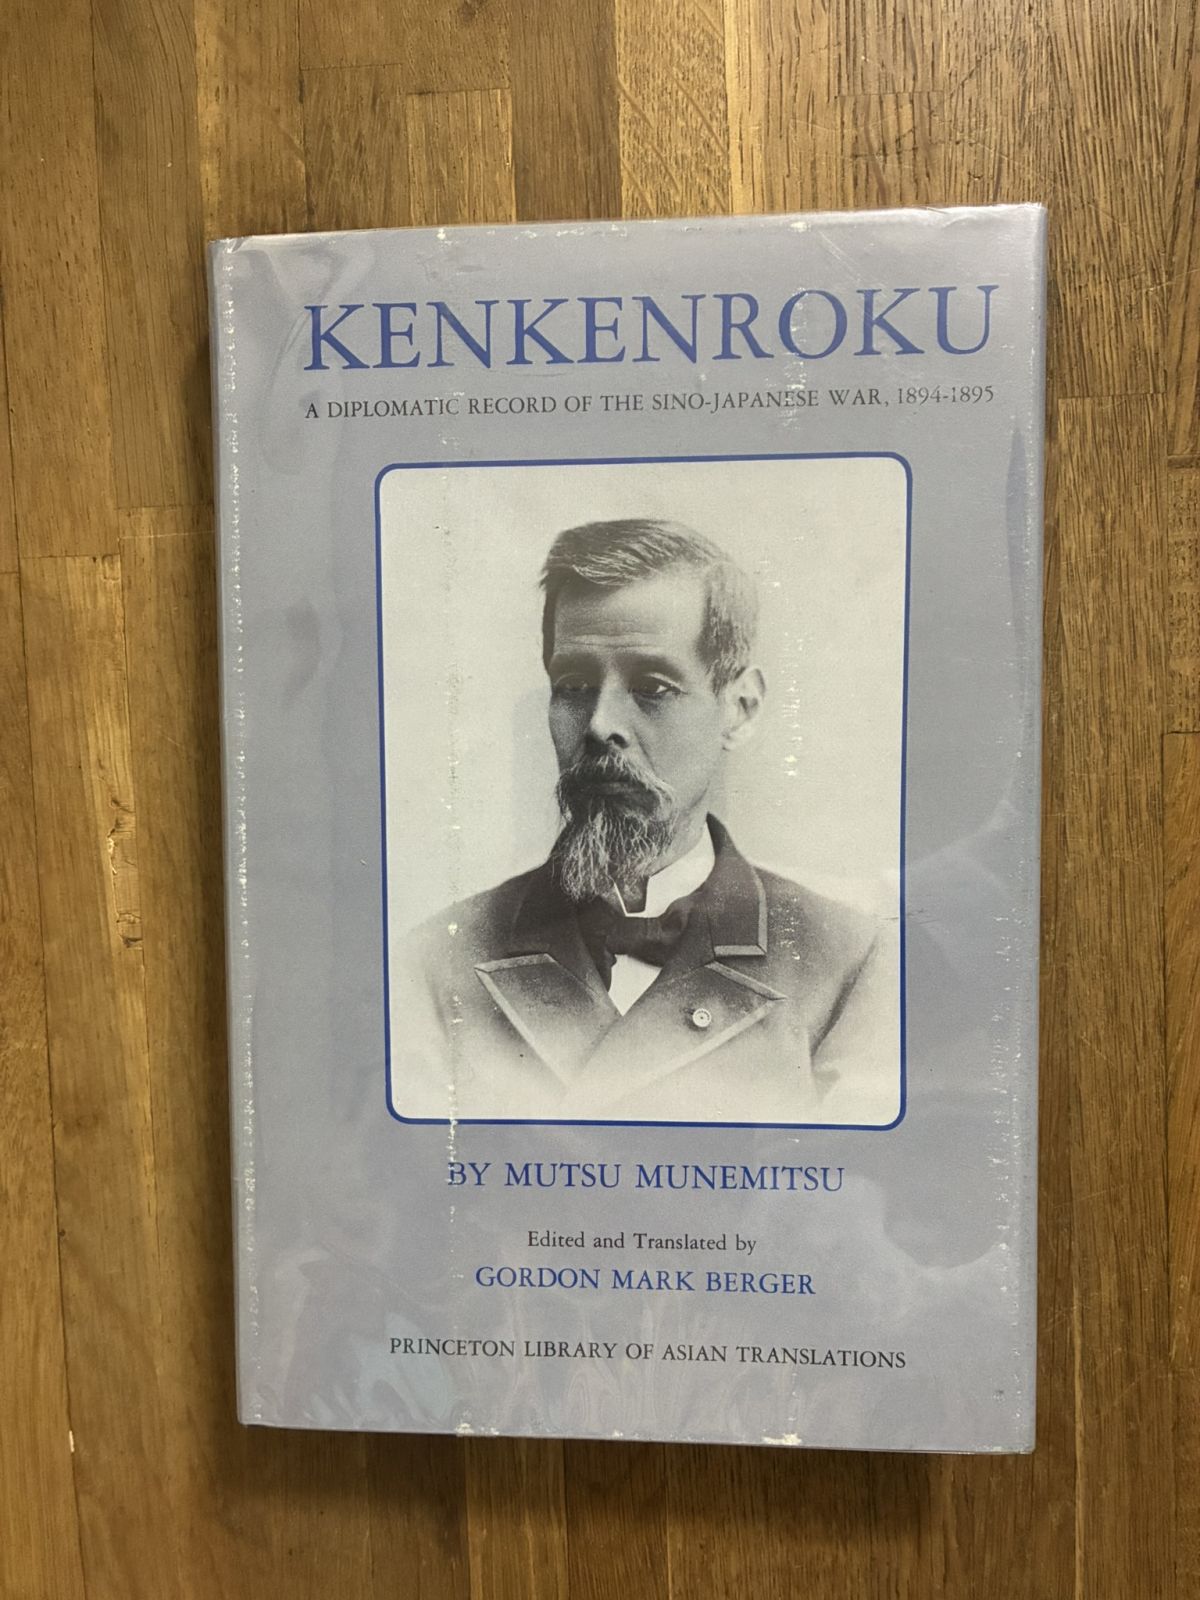 KENKENROKU
A DIPLOMATIC RECORD OF THE SINO-JAPANESE WAR, 1894-1895
BY MUTSU MUNEMITSU
Edited and Translated by
GORDON MARK BERGER
PRINCETON LIBRARY OF ASIAN TRANSLATIONS